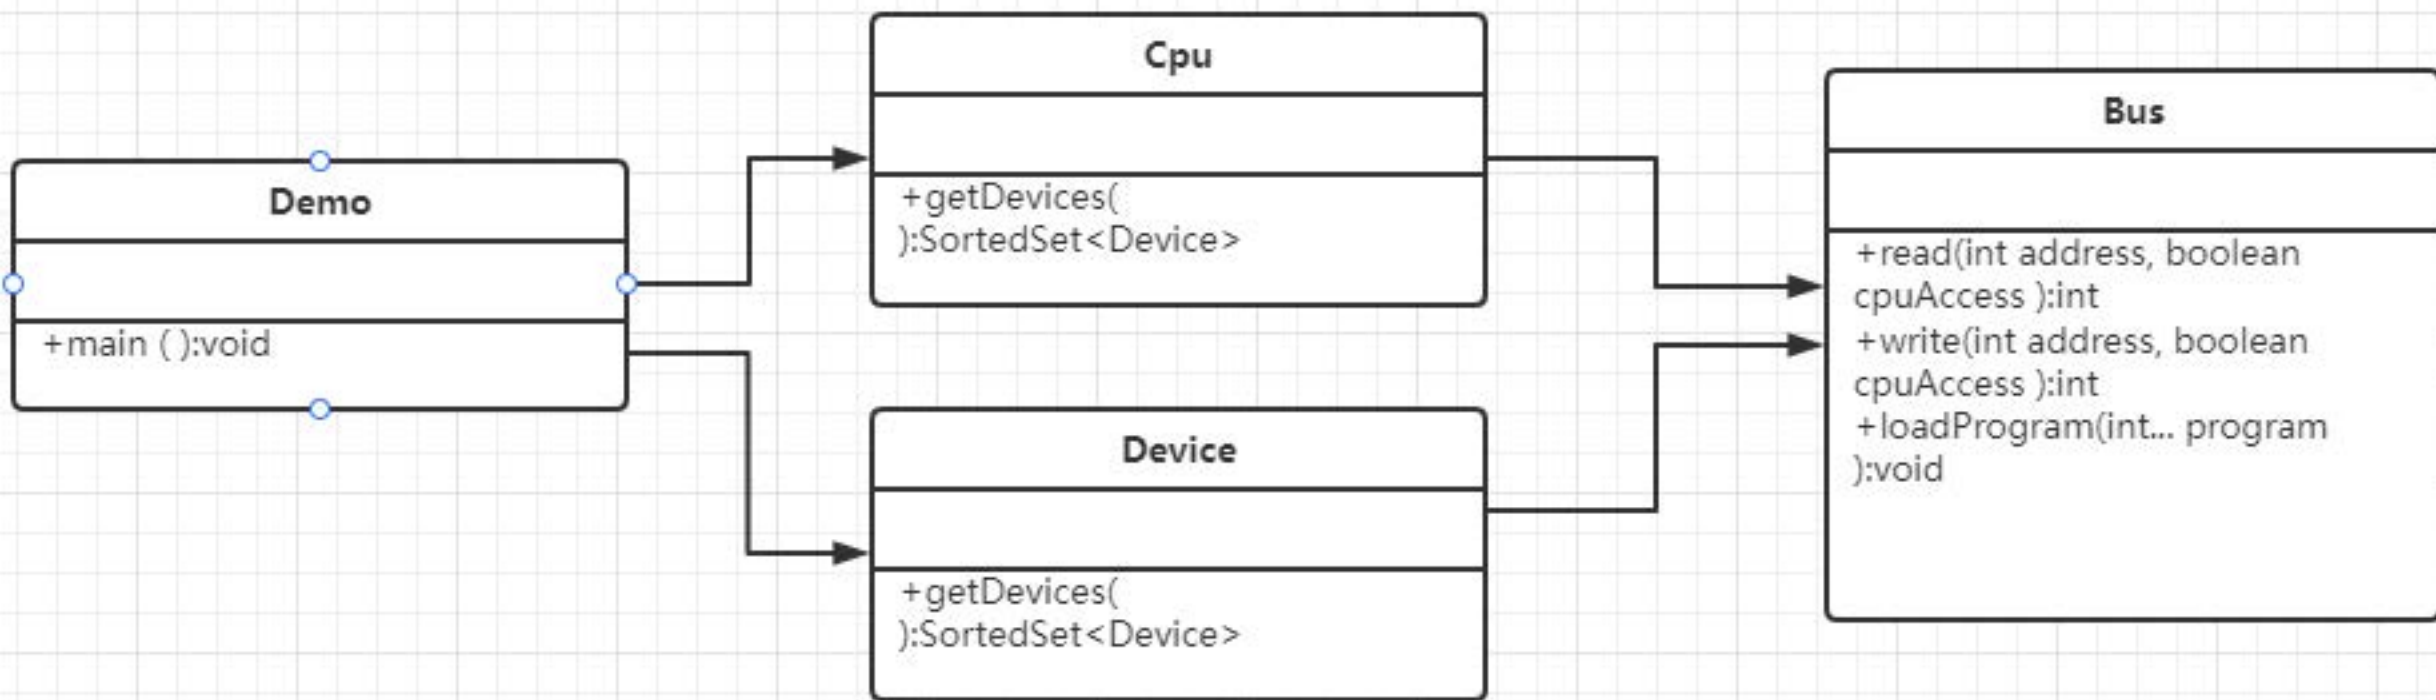 Demo
+main ( ):void
Cpu
+getDevices(
):SortedSet<Device>
Device
+getDevices(
):SortedSet<Device>
Bus
+read(int address, boolean
cpuAccess ):int
+write(int address, boolean
cpuAccess ):int
+loadProgram(int... program
):void